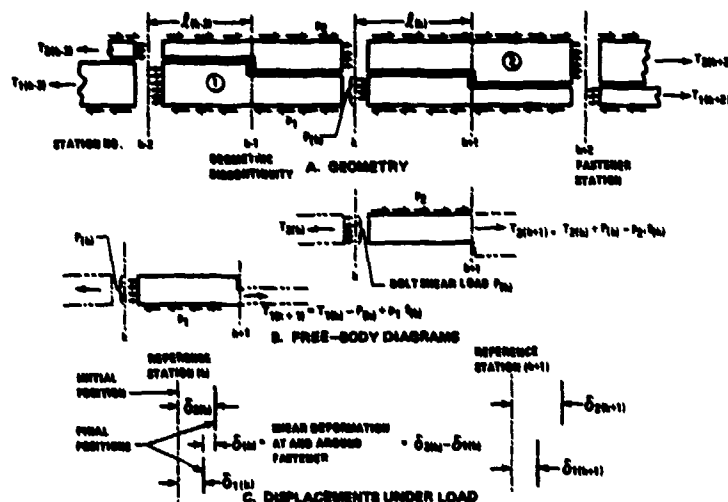 ℓ(k-2)
P2
ℓ(k)
T2(k-2)
T1(k-2)
①
②
T2(k+2)
T1(k+2)
P1
P(k)
STATION NO.
k-2
k-1
k
k+1
k+2
GEOMETRIC DISCONTINUITY
A. GEOMETRY
FASTENER STATION
P2
T2(k)
T2(k+1) = T2(k) + P(k) - P2 ℓ(k)
k
k+1
BOLT SHEAR LOAD P(k)
P(k)
P1
T1(k+1) = T1(k) - P(k) + P1 ℓ(k)
k
k+1
B. FREE-BODY DIAGRAMS
REFERENCE STATION (k)
REFERENCE STATION (k+1)
INITIAL POSITION
δ2(k)
δ2(k+1)
FINAL POSITIONS
δ(k) = SHEAR DEFORMATION AT AND AROUND FASTENER = δ2(k) - δ1(k)
δ1(k)
δ1(k+1)
C. DISPLACEMENTS UNDER LOAD